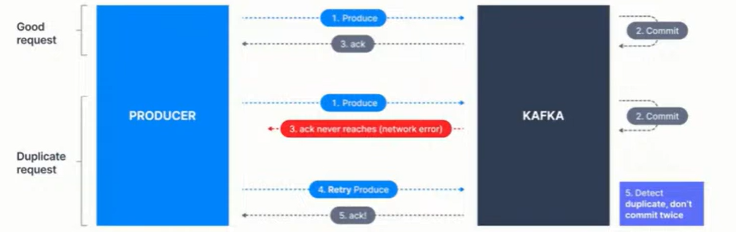 Good
request
PRODUCER
1. Produce
3. ack
KAFKA
2. Commit
Duplicate
request
1. Produce
3. ack never reaches (network error)
2. Commit
4. Retry Produce
5. ack!
5. Detect
duplicate, don't
commit twice